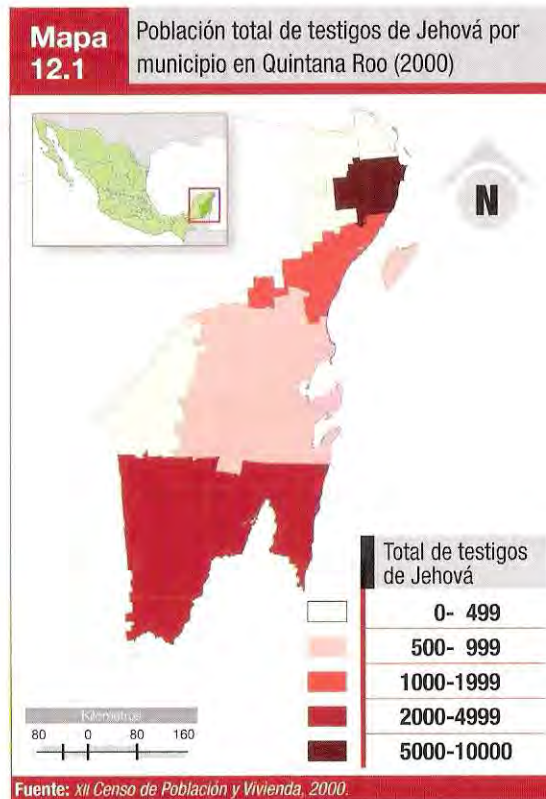 Mapa
12.1
Población total de testigos de Jehová por
municipio en Quintana Roo (2000)
N
Total de testigos
de Jehová
0- 499
500- 999
1000-1999
2000-4999
5000-10000
Kilometros
80 0 80 160
Fuente: XII Censo de Población y Vivienda, 2000.